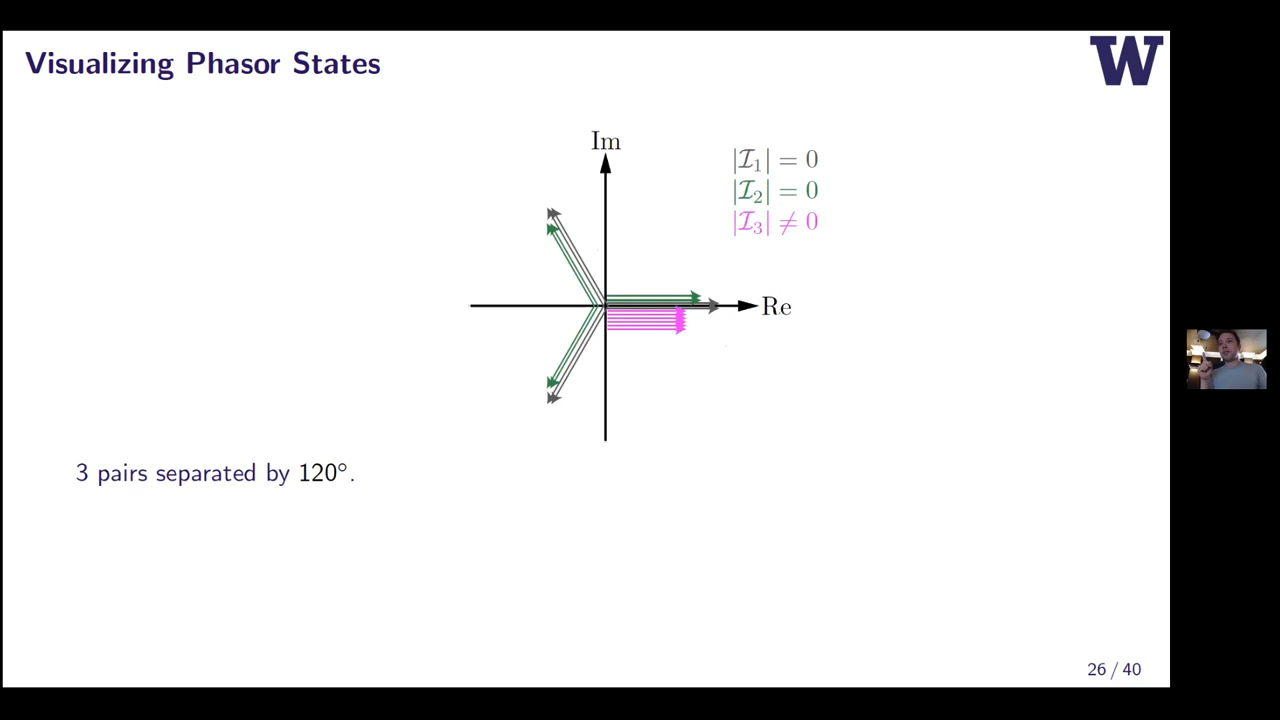 Visualizing Phasor States
W
Im
|ℐ₁| = 0
|ℐ₂| = 0
|ℐ₃| ≠ 0
Re
3 pairs separated by 120°.
26 / 40